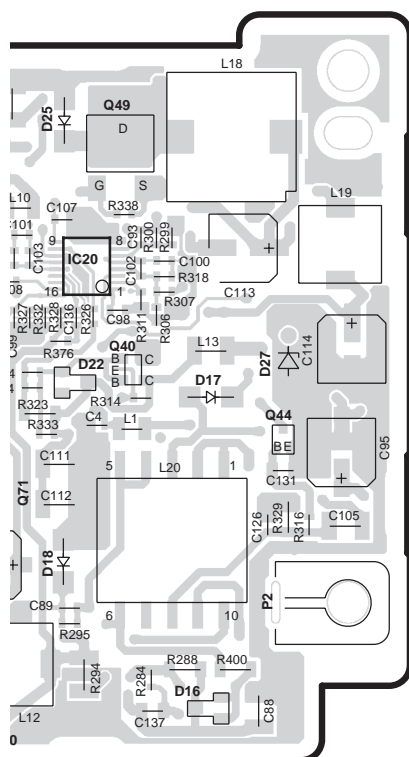 L18
Q49
D25
D
L10
C107
G
S
R338
L19
C101
C93
R300
R299
9
8
C103
IC20
C102
C100
R318
16
1
R307
C113
R327
R332
R328
C136
R326
C98
R311
R306
C99
R376
Q40
L13
D27
C114
D22
B
E
B
C
C
D17
R314
R323
C4
L1
Q44
R333
BE
C95
C111
5
L20
1
C131
Q71
C112
C126
R329
R316
C105
D18
C89
6
10
P2
R295
R294
R284
R288
R400
D16
L12
C137
C88